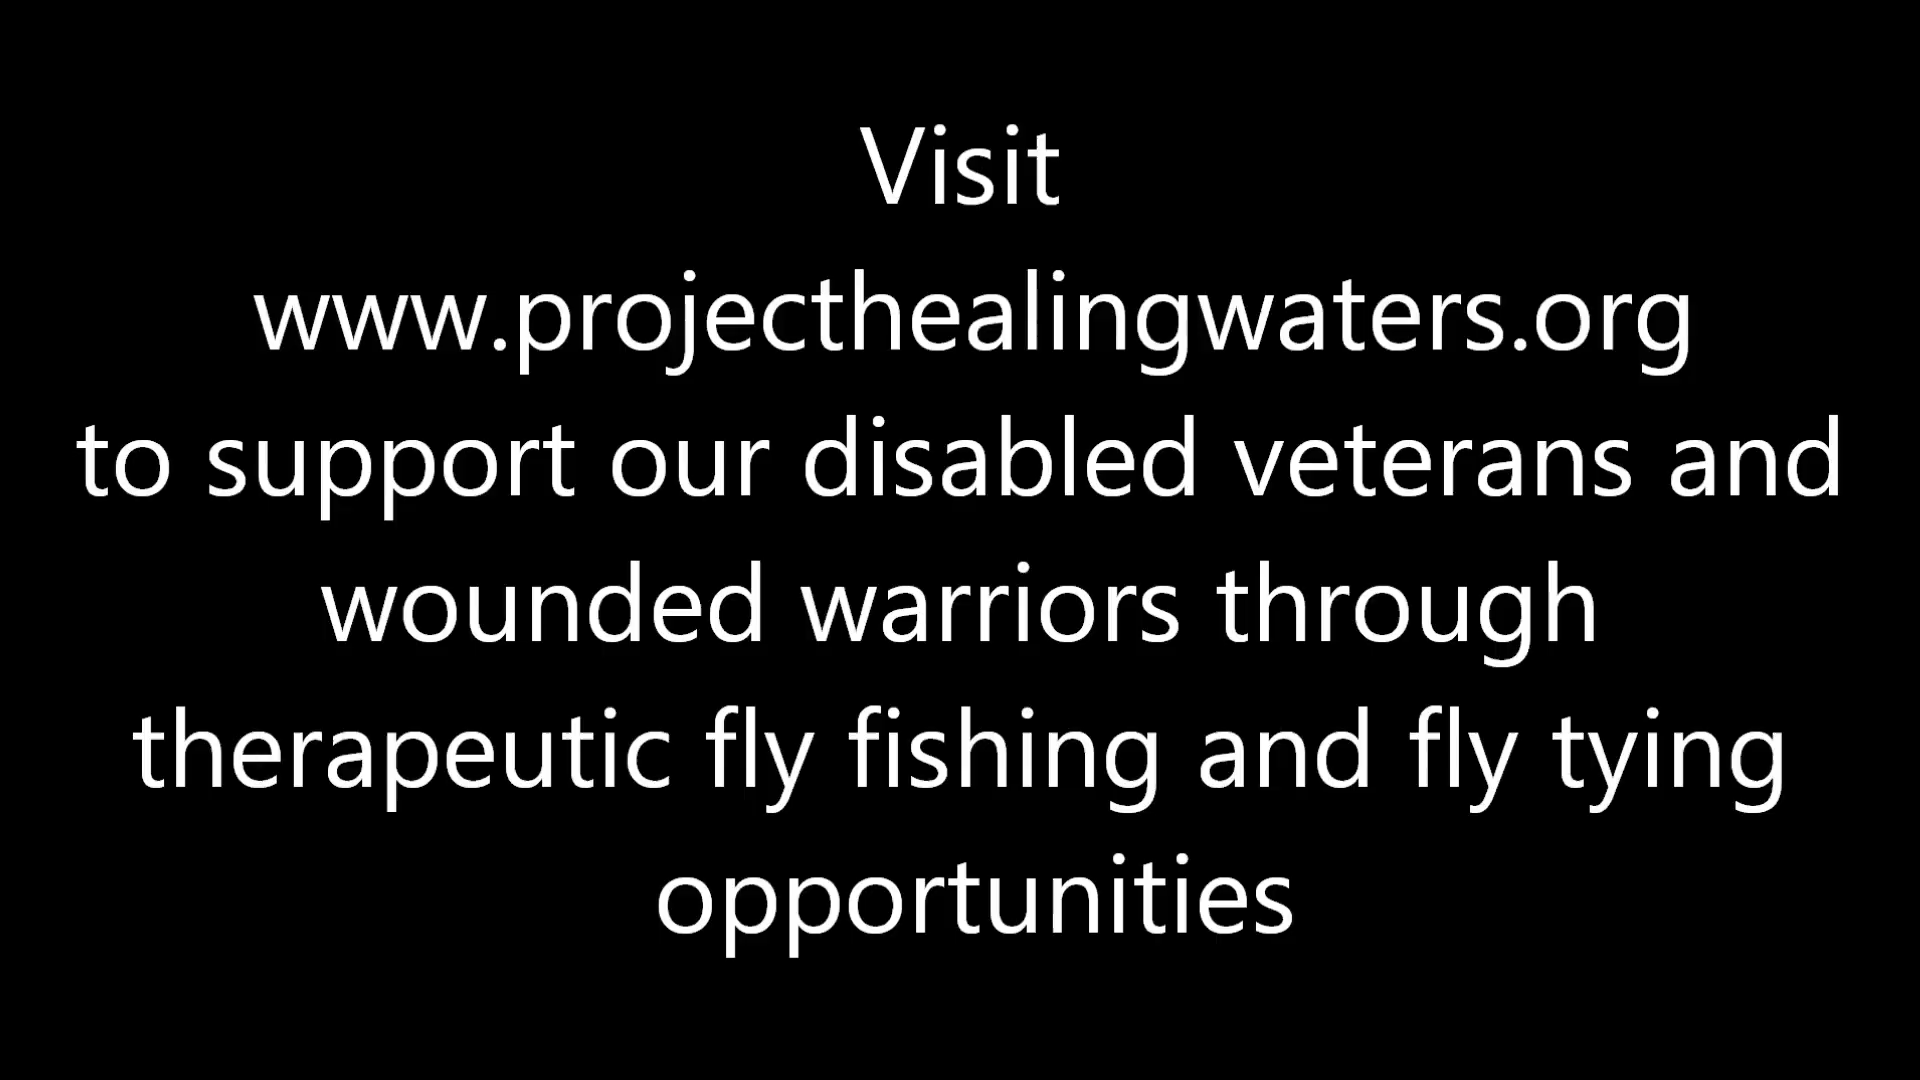 Visit
www.projecthealingwaters.org
to support our disabled veterans and
wounded warriors through
therapeutic fly fishing and fly tying
opportunities